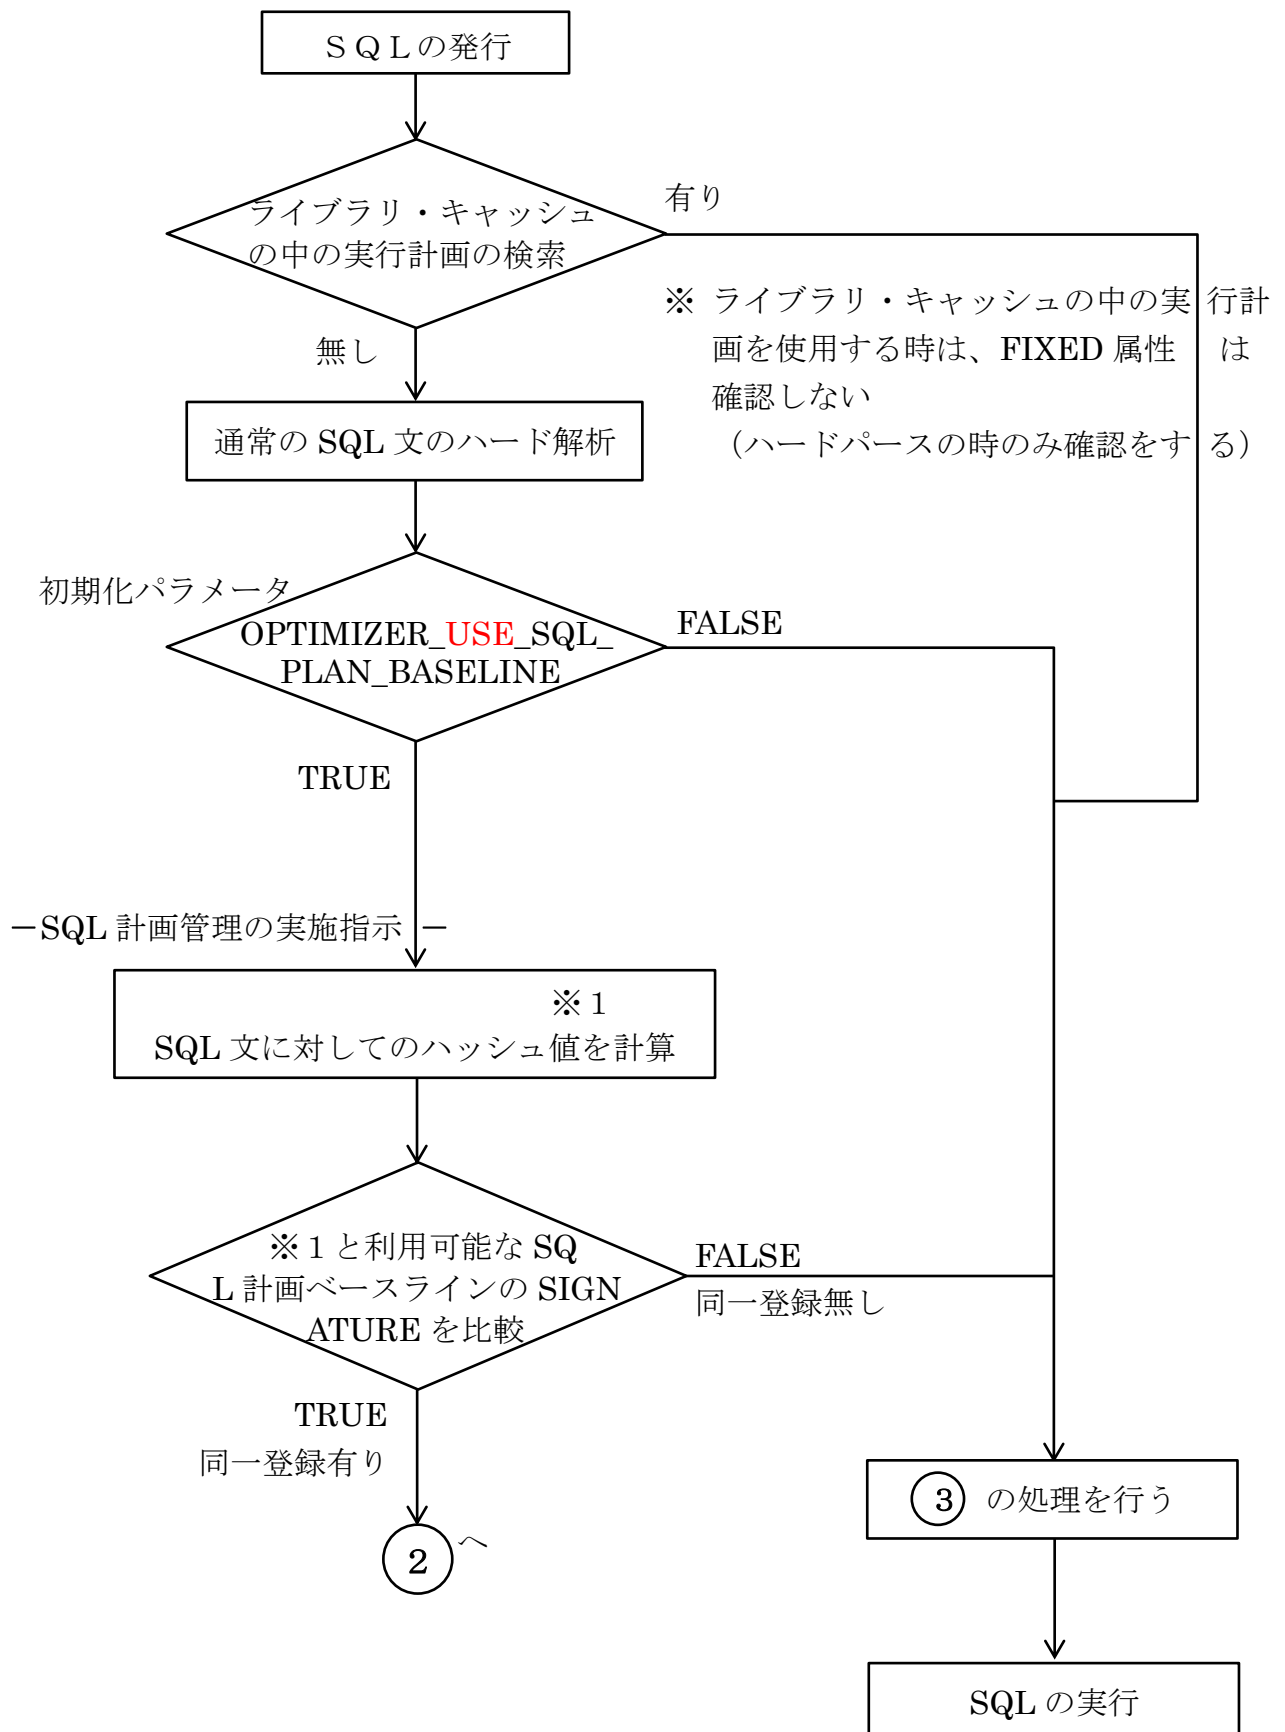 ＳＱＬの発行
ライブラリ・キャッシュ
の中の実行計画の検索
有り
※ ライブラリ・キャッシュの中の実行計
画を使用する時は、FIXED 属性 は
確認しない
（ハードパースの時のみ確認をする）
無し
通常の SQL 文のハード解析
初期化パラメータ
OPTIMIZER_USE_SQL_
PLAN_BASELINE
FALSE
TRUE
－SQL 計画管理の実施指示 －
※１
SQL 文に対してのハッシュ値を計算
※１と利用可能な SQ
L 計画ベースラインの SIGN
ATURE を比較
FALSE
同一登録無し
TRUE
同一登録有り
2 へ
3 の処理を行う
SQL の実行